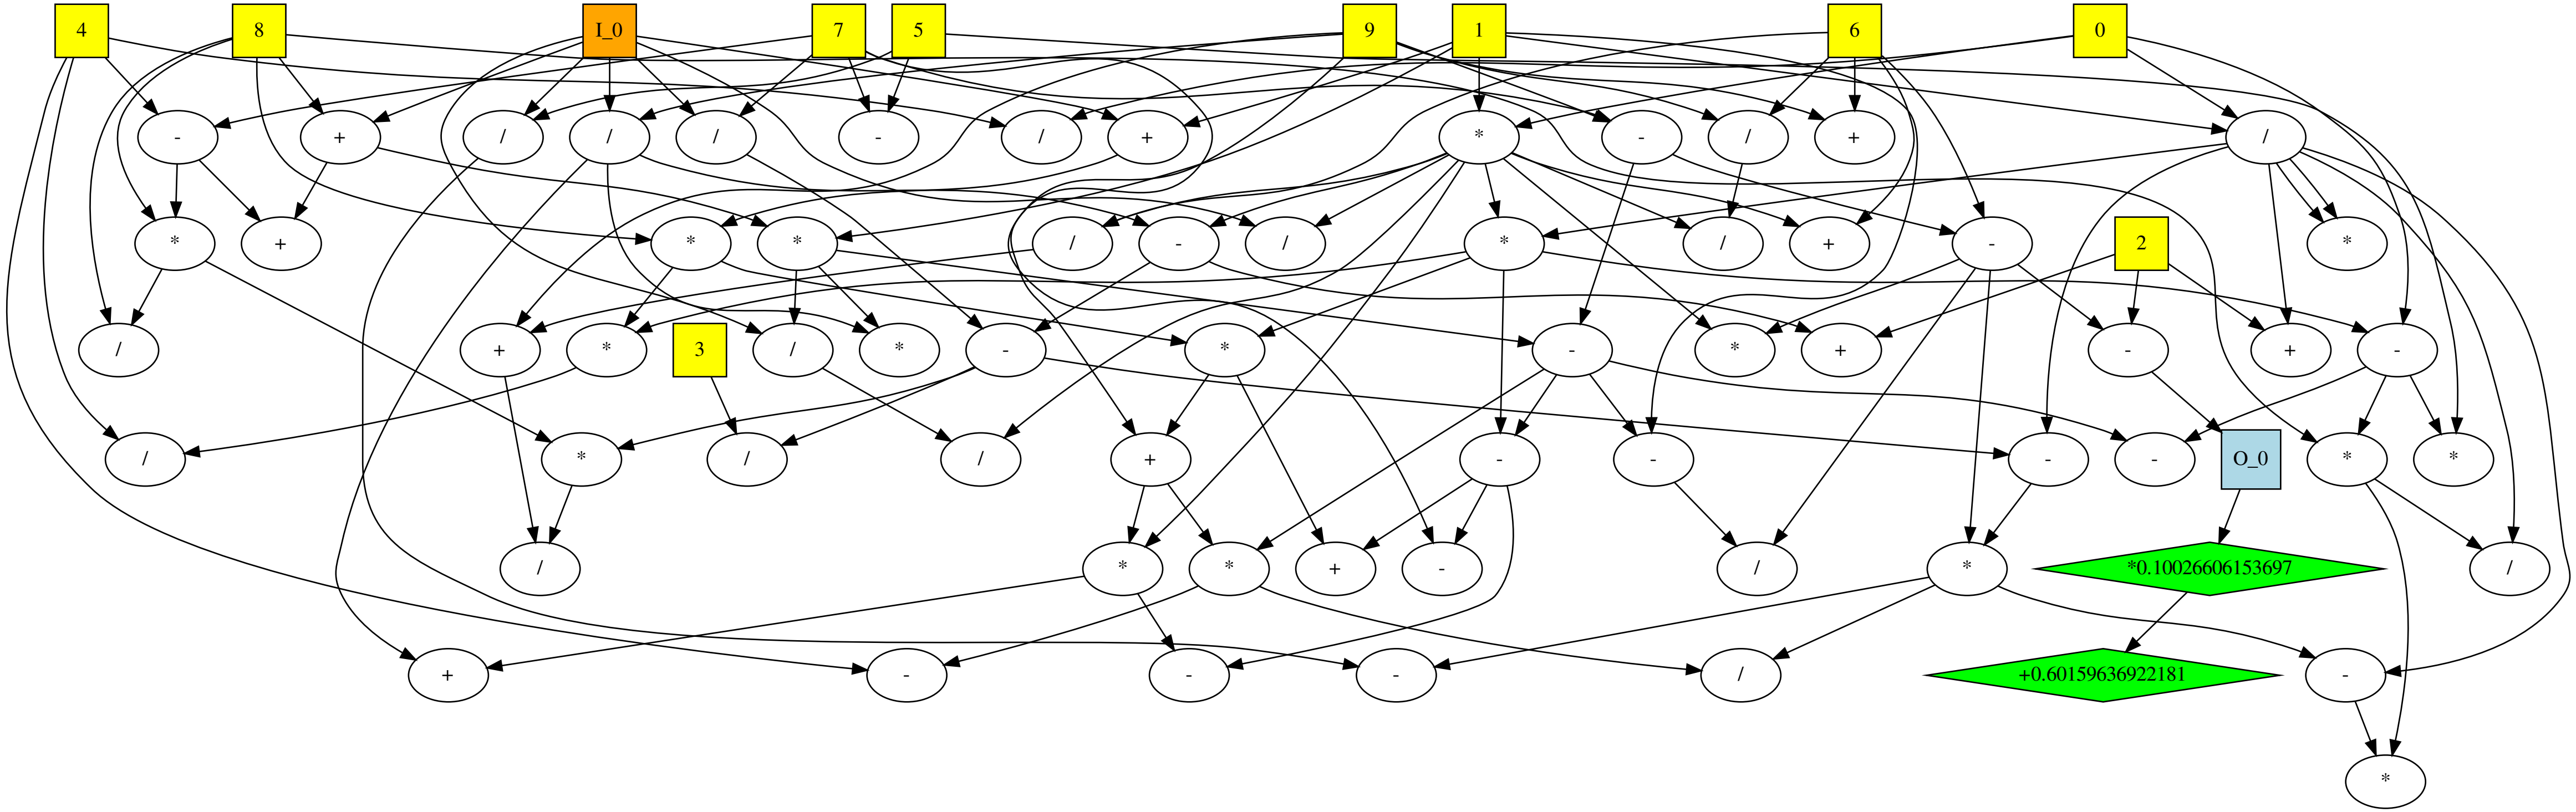 4 8 I_0 7 5 9 1 6 0
- + / / / - / + * - / + /
* + * * / - / * / + - 2 *
/ + * 3 / * - * - * + - + -
/ * / / + - - - - O_0 * *
/ * * + - / * *0.10026606153697 /
+ - - - / +0.60159636922181 -
*